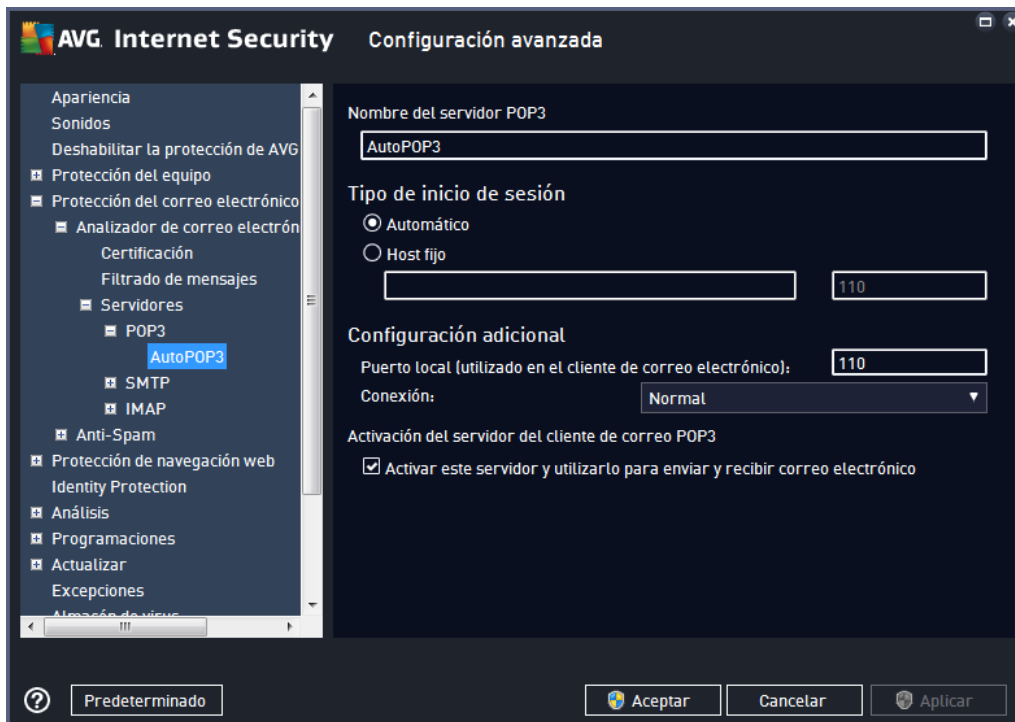 AVG Internet Security Configuración avanzada
Apariencia
Sonidos
Deshabilitar la protección de AVG
Protección del equipo
Protección del correo electrónico
Analizador de correo electrón
Certificación
Filtrado de mensajes
Servidores
POP3
AutoPOP3
SMTP
IMAP
Anti-Spam
Protección de navegación web
Identity Protection
Análisis
Programaciones
Actualizar
Excepciones
Almacén de virus
Nombre del servidor POP3
AutoPOP3
Tipo de inicio de sesión
Automático
Host fijo
110
Configuración adicional
Puerto local (utilizado en el cliente de correo electrónico): 110
Conexión: Normal
Activación del servidor del cliente de correo POP3
Activar este servidor y utilizarlo para enviar y recibir correo electrónico
? Predeterminado Aceptar Cancelar Aplicar